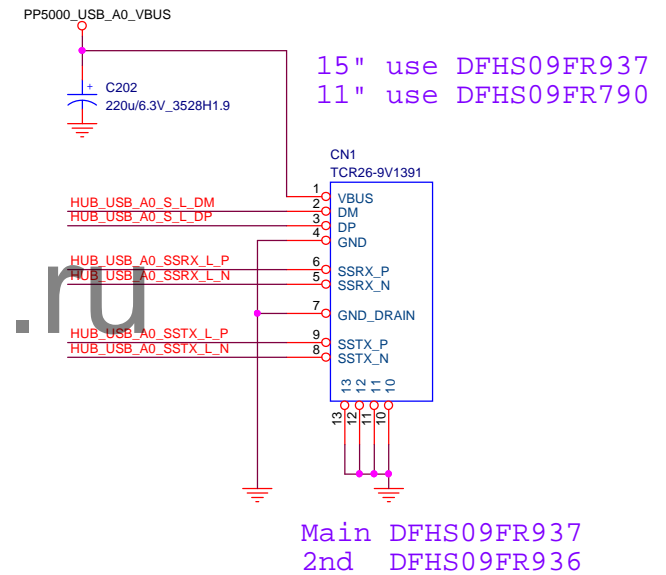 PP5000_USB_A0_VBUS
15" use DFHS09FR937
11" use DFHS09FR790
+
C202
220u/6.3V_3528H1.9
CN1
TCR26-9V1391
1 VBUS
HUB_USB_A0_S_L_DM 2 DM
HUB_USB_A0_S_L_DP 3 DP
4 GND
HUB_USB_A0_SSRX_L_P 6 SSRX_P
HUB_USB_A0_SSRX_L_N 5 SSRX_N
.ru
7 GND_DRAIN
HUB_USB_A0_SSTX_L_P 9 SSTX_P
HUB_USB_A0_SSTX_L_N 8 SSTX_N
13 12 11 10
13 12 11 10
Main DFHS09FR937
2nd DFHS09FR936